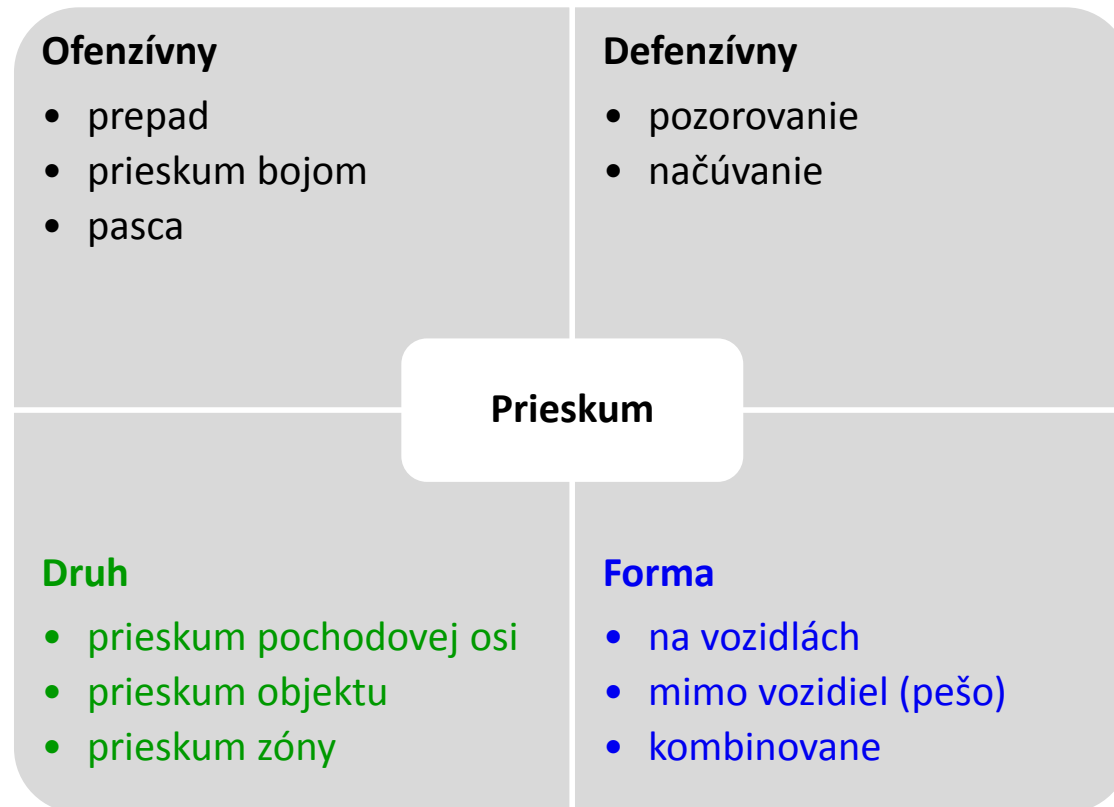 Ofenzívny
• prepad
• prieskum bojom
• pasca
Defenzívny
• pozorovanie
• načúvanie
Prieskum
Druh
• prieskum pochodovej osi
• prieskum objektu
• prieskum zóny
Forma
• na vozidlách
• mimo vozidiel (pešo)
• kombinovane